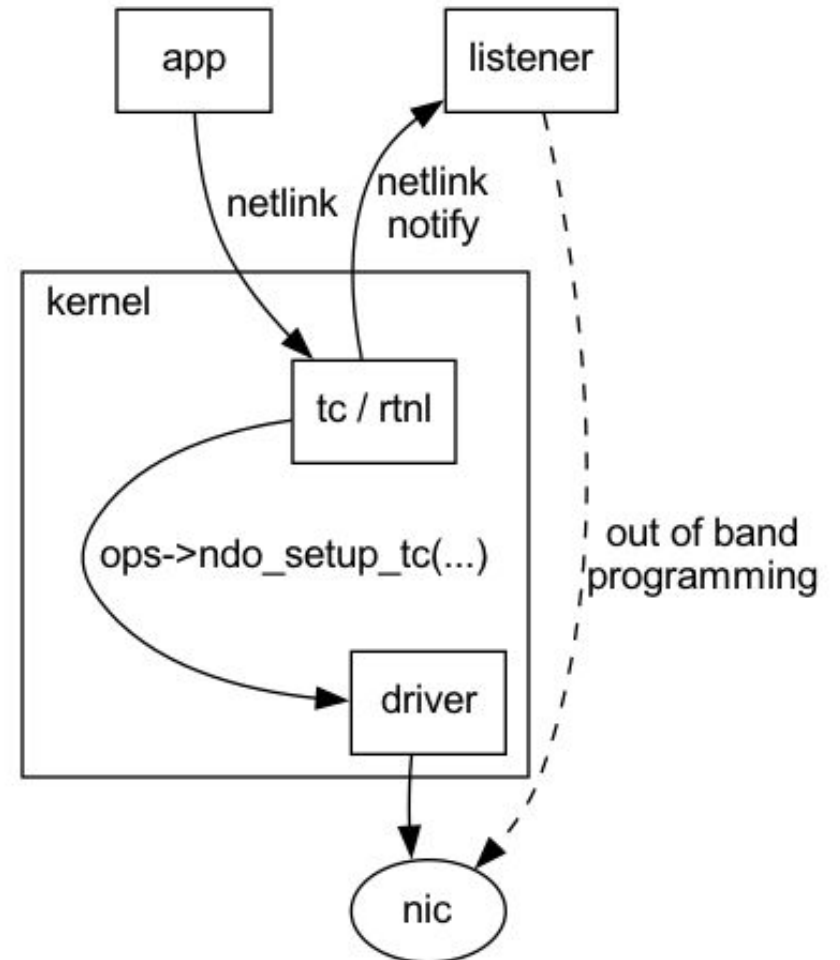 app
listener
netlink
netlink
notify
kernel
tc / rtnl
ops->ndo_setup_tc(...)
out of band
programming
driver
nic